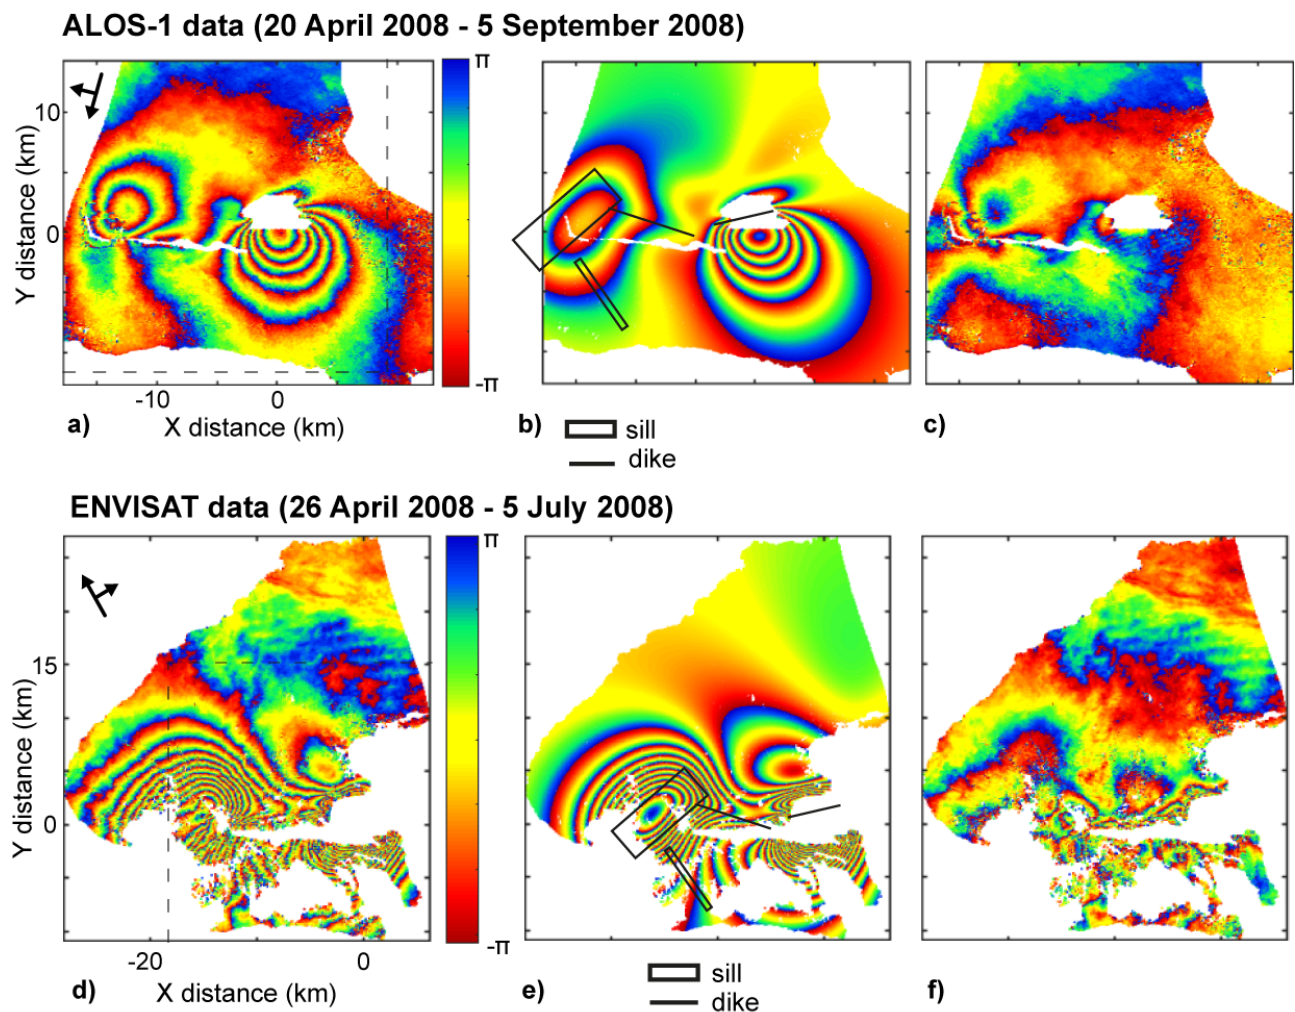 ALOS-1 data (20 April 2008 - 5 September 2008)
π
-π
10
0
Y distance (km)
-10 0
X distance (km)
a)
b)
sill
dike
c)
ENVISAT data (26 April 2008 - 5 July 2008)
π
-π
15
0
Y distance (km)
-20 0
X distance (km)
d)
e)
sill
dike
f)